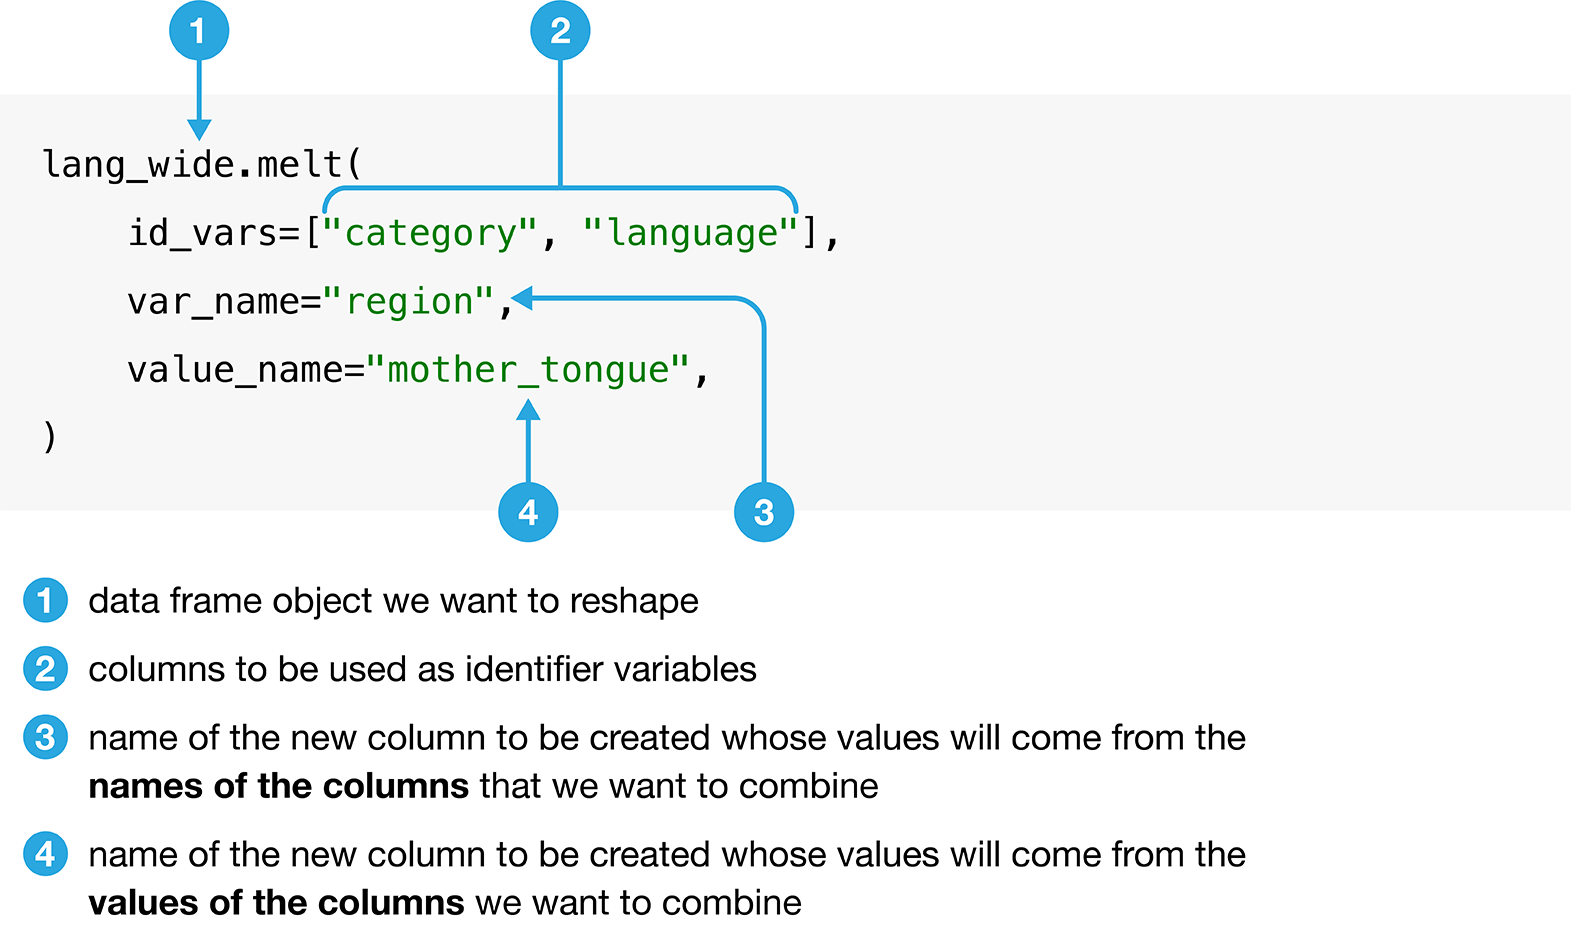 1 2
lang_wide.melt(
id_vars=["category", "language"],
var_name="region",
value_name="mother_tongue",
)
4 3
1 data frame object we want to reshape
2 columns to be used as identifier variables
3 name of the new column to be created whose values will come from the
names of the columns that we want to combine
4 name of the new column to be created whose values will come from the
values of the columns we want to combine